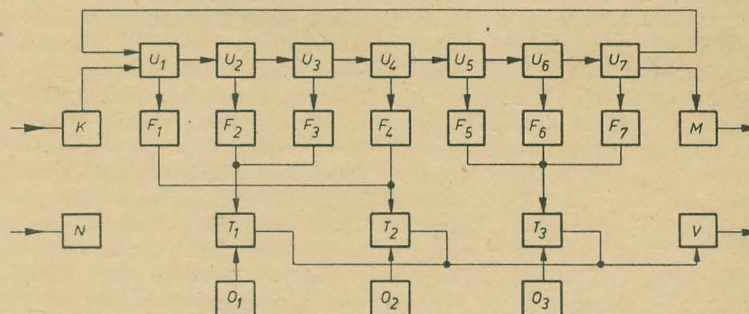 U1 U2 U3 U4 U5 U6 U7
K F1 F2 F3 F4 F5 F6 F7 M
N T1 T2 T3 V
O1 O2 O3